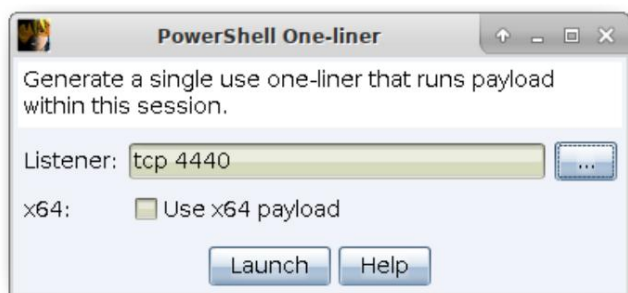 PowerShell One-liner
Generate a single use one-liner that runs payload
within this session.
Listener: tcp 4440 ...
x64: Use x64 payload
Launch Help